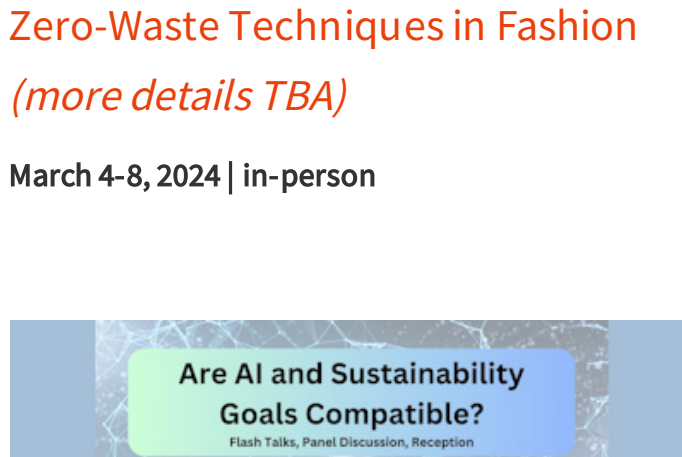 Zero-Waste Techniques in Fashion
(more details TBA)
March 4-8, 2024 | in-person
Are AI and Sustainability
Goals Compatible?
Flash Talks, Panel Discussion, Reception